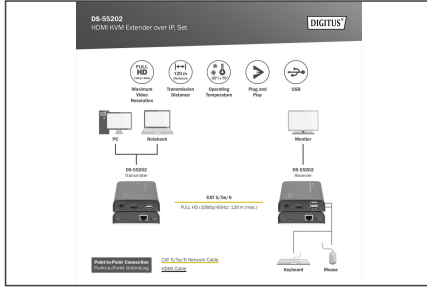 DS-55202
HDMI KVM Extender over IP, Set
DIGITUS®
FULL
HD
120 m
Distance
Maximum
Video
Resolution
Transmission
Distance
Operating
Temperature
Plug and
Play
USB
PC
Notebook
Monitor
DS-55202
Transmitter
DS-55202
Receiver
CAT 5/5e/6
FULL HD (1080p/60Hz): 120 m (max.)
Point-to-Point Connection
Punkt-zu-Punkt Verbindung
CAT 5/5e/6 Network Cable
HDMI Cable
Keyboard
Mouse